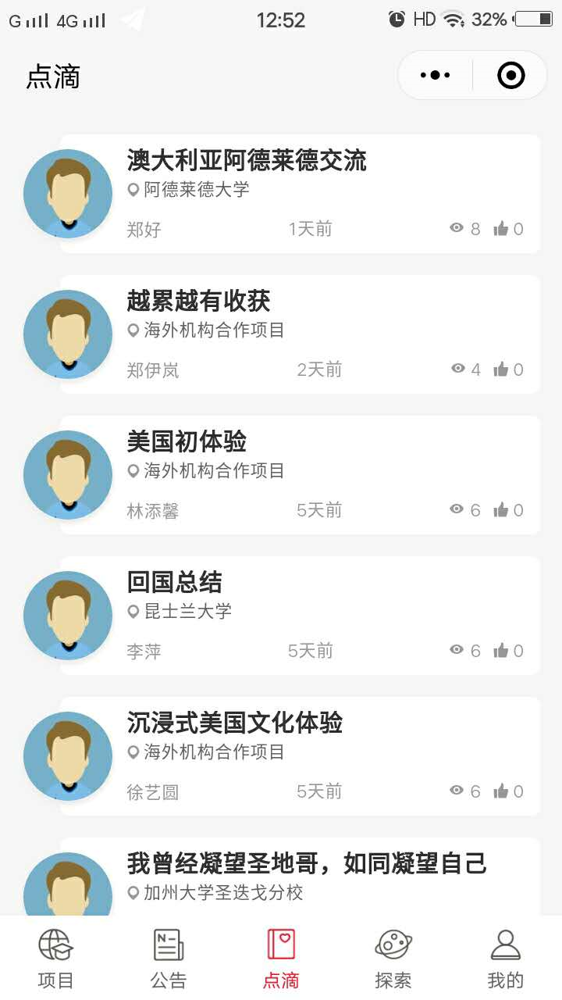 G 4G 12:52 HD 32%
点滴
澳大利亚阿德莱德交流
阿德莱德大学
郑好 1天前 8 0
越累越有收获
海外机构合作项目
郑伊岚 2天前 4 0
美国初体验
海外机构合作项目
林添馨 5天前 6 0
回国总结
昆士兰大学
李萍 5天前 6 0
沉浸式美国文化体验
海外机构合作项目
徐艺圆 5天前 6 0
我曾经凝望圣地哥，如同凝望自己
加州大学圣迭戈分校
N
项目 公告 点滴 探索 我的